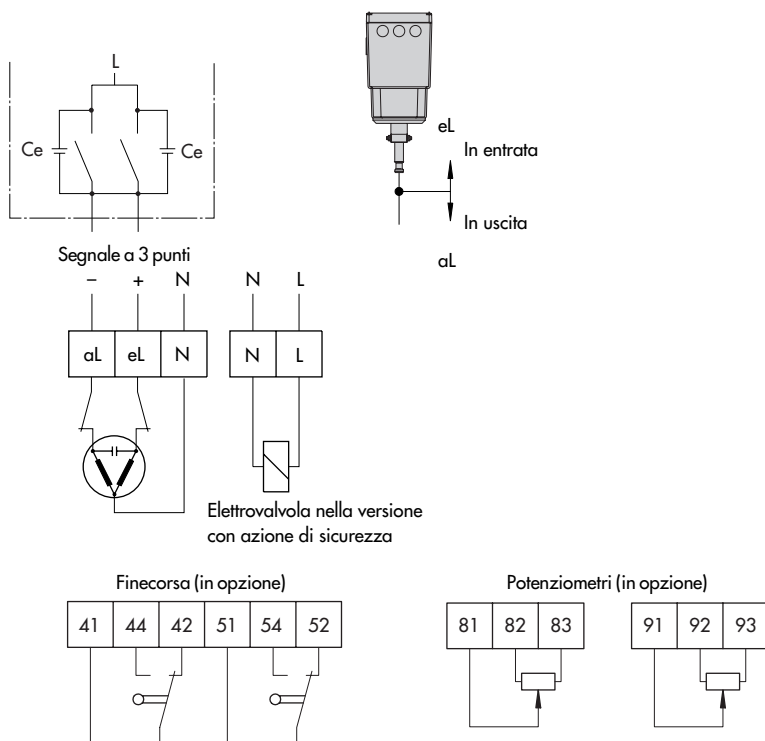 L
Ce
Ce
eL
In entrata
In uscita
aL
Segnale a 3 punti
– + N N L
aL eL N N L
Elettrovalvola nella versione
con azione di sicurezza
Finecorsa (in opzione)
41 44 42 51 54 52
Potenziometri (in opzione)
81 82 83 91 92 93